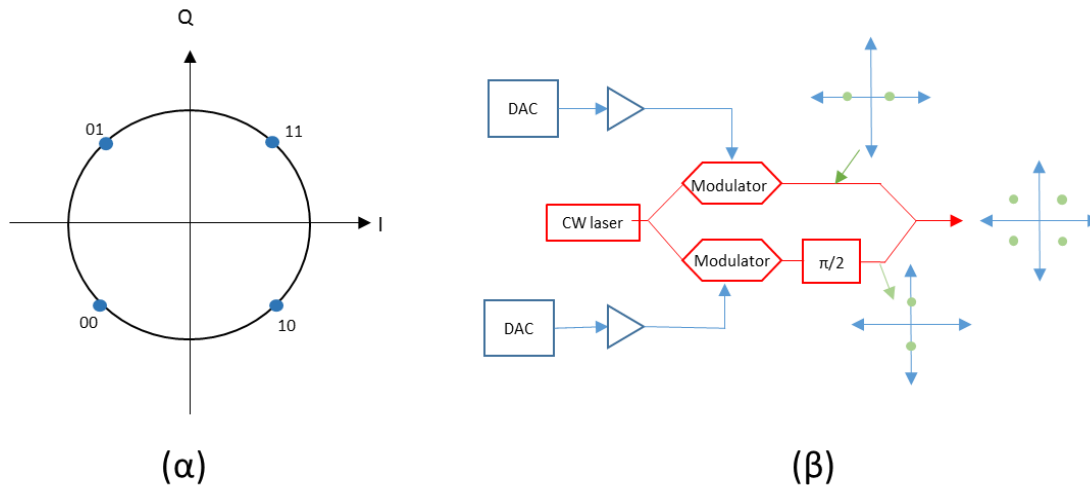 Q
01
11
I
00
10
(α)
DAC
Modulator
CW laser
Modulator
π/2
DAC
(β)